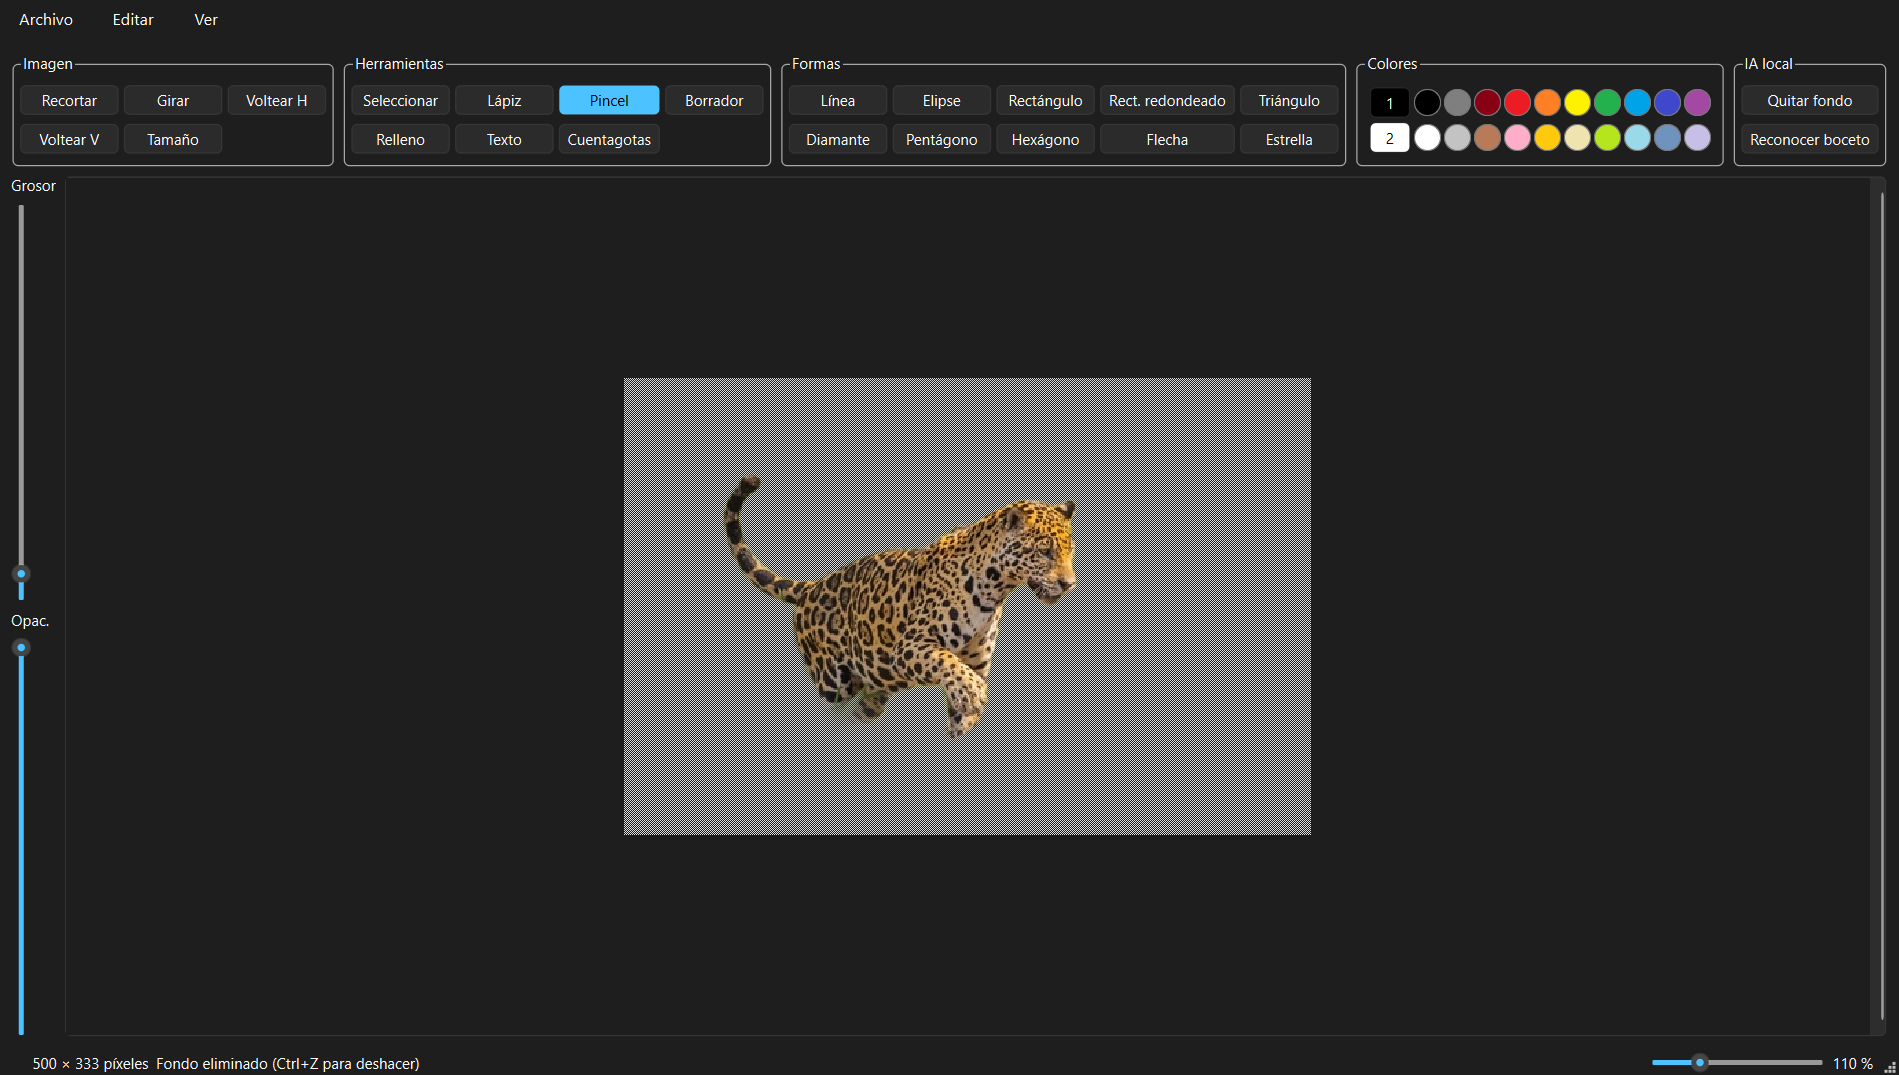 Archivo Editar Ver
Imagen Herramientas Formas Colores IA local
Recortar Girar Voltear H Seleccionar Lápiz Pincel Borrador Línea Elipse Rectángulo Rect. redondeado Triángulo 1 Quitar fondo
Voltear V Tamaño Relleno Texto Cuentagotas Diamante Pentágono Hexágono Flecha Estrella 2 Reconocer boceto
Grosor
Opac.
500 × 333 píxeles Fondo eliminado (Ctrl+Z para deshacer) 110 %